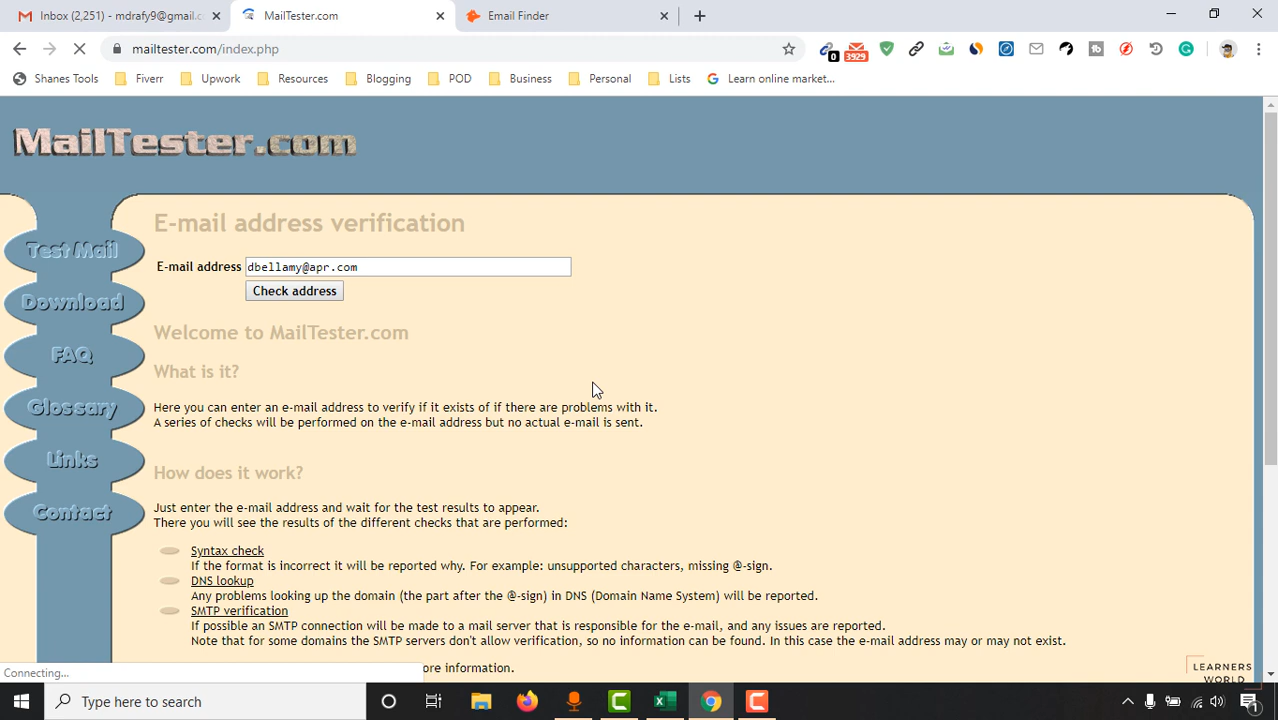 Inbox (2,251) - mdrafy9@gmail.c
MailTester.com
Email Finder
mailtester.com/index.php
0
3929
Shanes Tools
Fiverr
Upwork
Resources
Blogging
POD
Business
Personal
Lists
Learn online market...
MailTester.com
E-mail address verification
Test Mail
E-mail address dbellamy@apr.com
Check address
Download
Welcome to MailTester.com
FAQ
What is it?
Glossary
Here you can enter an e-mail address to verify if it exists of if there are problems with it.
A series of checks will be performed on the e-mail address but no actual e-mail is sent.
Links
How does it work?
Contact
Just enter the e-mail address and wait for the test results to appear.
There you will see the results of the different checks that are performed:
Syntax check
If the format is incorrect it will be reported why. For example: unsupported characters, missing @-sign.
DNS lookup
Any problems looking up the domain (the part after the @-sign) in DNS (Domain Name System) will be reported.
SMTP verification
If possible an SMTP connection will be made to a mail server that is responsible for the e-mail, and any issues are reported.
Note that for some domains the SMTP servers don't allow verification, so no information can be found. In this case the e-mail address may or may not exist.
Connecting...
ore information.
LEARNERS
WORLD
Type here to search
1